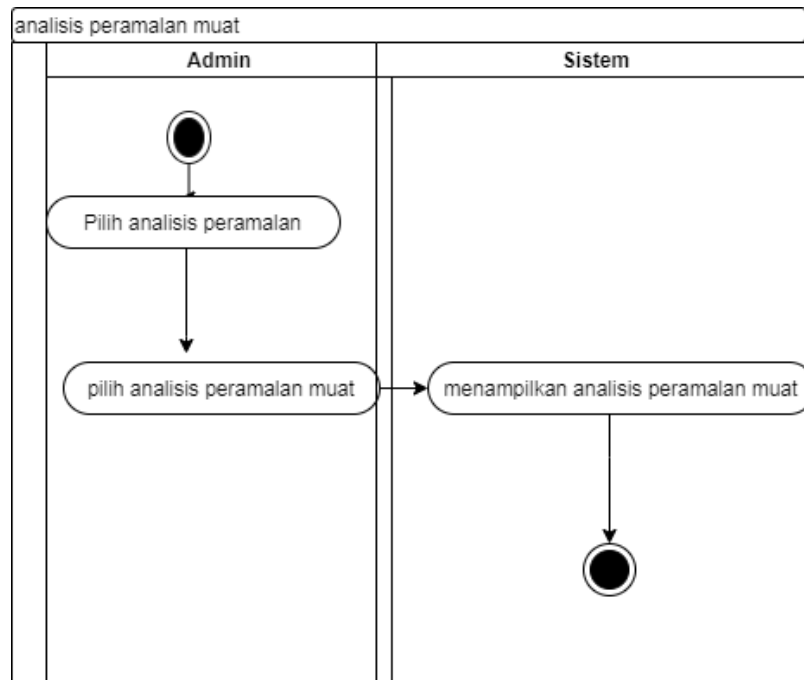 analisis peramalan muat
Admin
Sistem
Pilih analisis peramalan
pilih analisis peramalan muat
menampilkan analisis peramalan muat